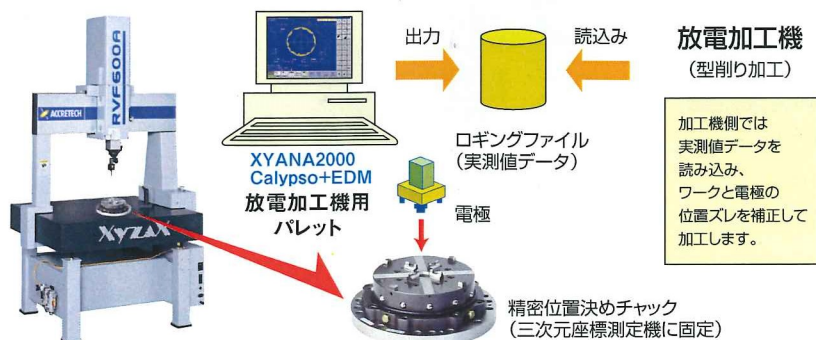 RVF600A
ACCRETECH
XYZAX
XYANA2000
Calypso+EDM
放電加工機用
パレット
出力
読込み
ロギングファイル
(実測値データ)
電極
放電加工機
(型削り加工)
加工機側では
実測値データを
読み込み、
ワークと電極の
位置ズレを補正して
加工します。
精密位置決めチャック
(三次元座標測定機に固定)